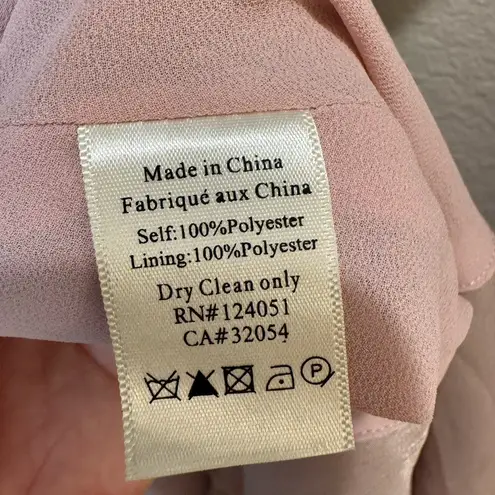 Made in China
Fabriqué aux China
Self:100%Polyester
Lining:100%Polyester
Dry Clean only
RN#124051
CA#32054
P